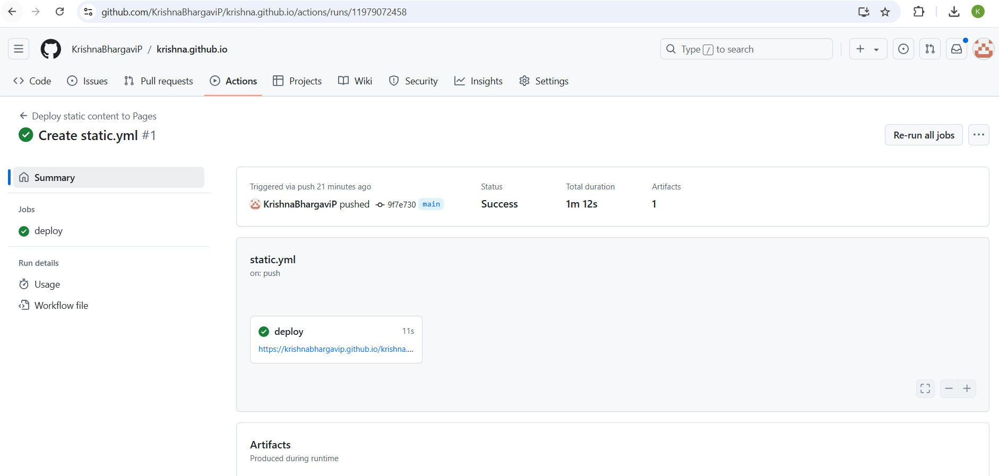 github.com/KrishnaBhargaviP/krishna.github.io/actions/runs/11979072458
K
KrishnaBhargaviP / krishna.github.io
Type / to search
Code Issues Pull requests Actions Projects Wiki Security Insights Settings
Deploy static content to Pages
Create static.yml #1
Re-run all jobs
Summary
Jobs
deploy
Run details
Usage
Workflow file
Triggered via push 21 minutes ago
KrishnaBhargaviP pushed 9f7e730 main
Status
Success
Total duration
1m 12s
Artifacts
1
static.yml
on: push
deploy 11s
https://krishnabhargavip.github.io/krishna....
Artifacts
Produced during runtime